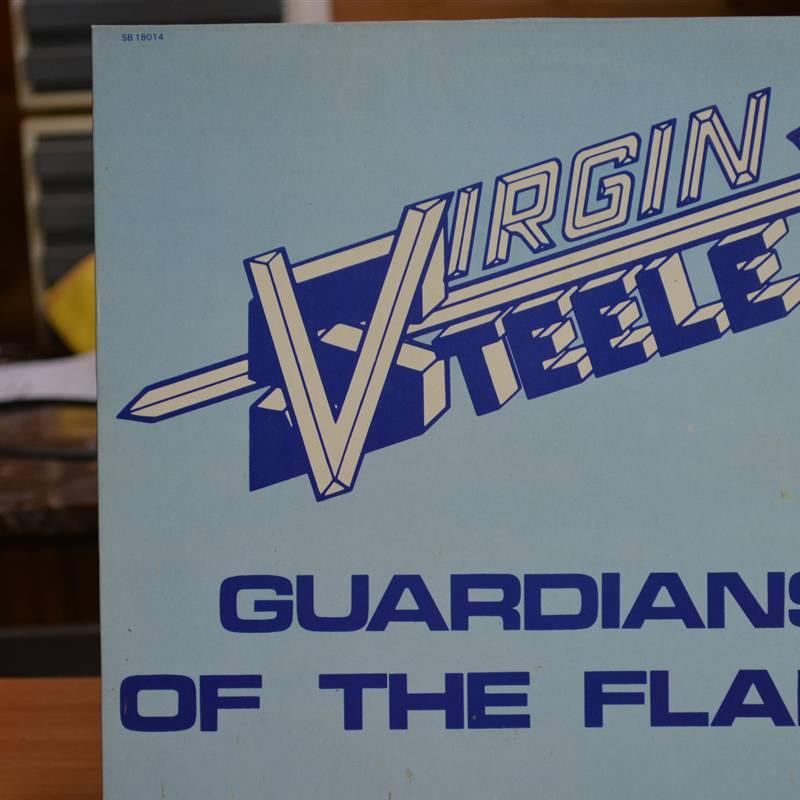 SB 18014
VIRGIN
STEELE
GUARDIANS
OF THE FLA